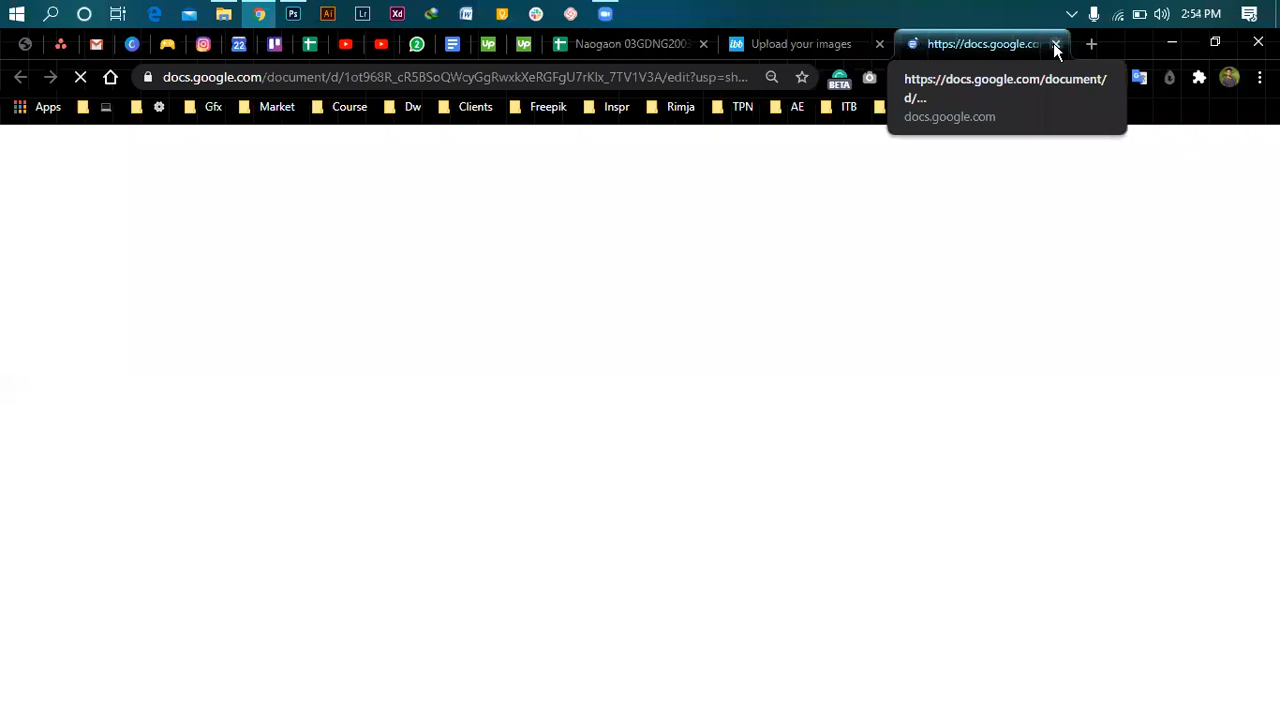 2:54 PM
Naogaon 03GDNG2003
Upload your images
https://docs.google.co
docs.google.com/document/d/1ot968R_cR5BSoQWcyGgRwxkXeRGFgU7rKlx_7TV1V3A/edit?usp=sh...
BETA
https://docs.google.com/document/
d/...
docs.google.com
Apps
Gfx
Market
Course
Dw
Clients
Freepik
Inspr
Rimja
TPN
AE
ITB